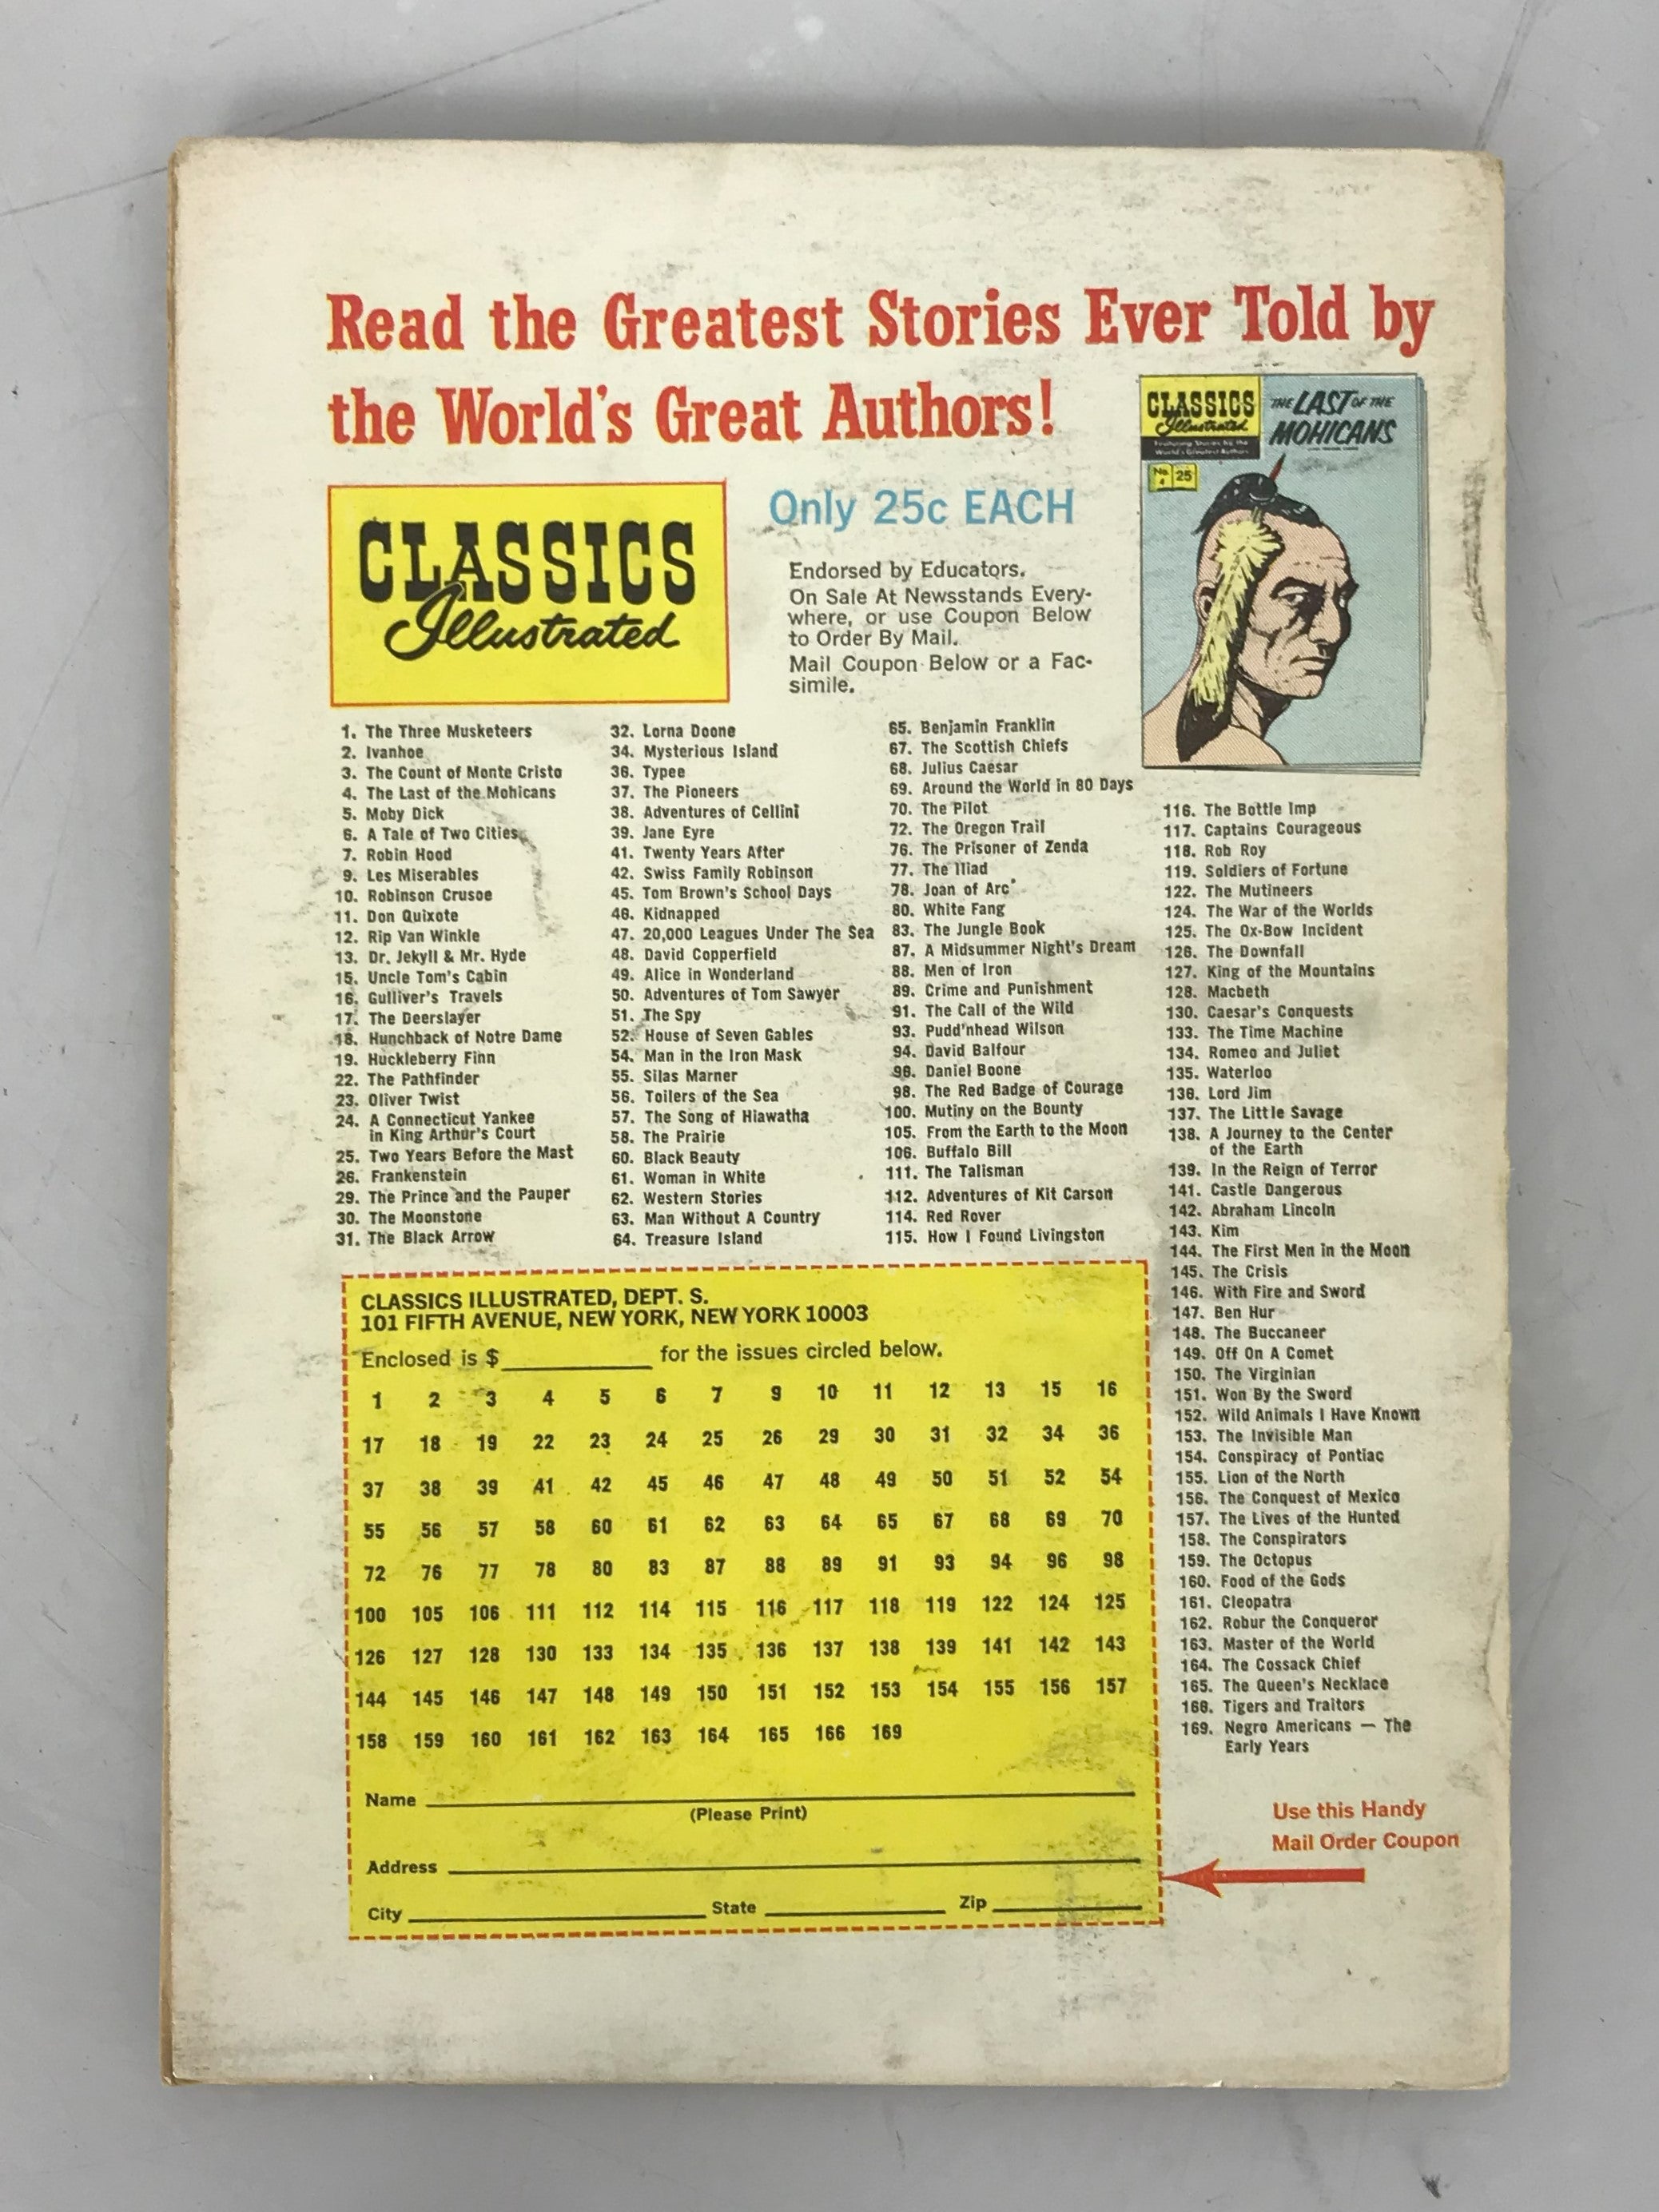 Read the Greatest Stories Ever Told by
the World's Great Authors!
CLASSICS
Illustrated
Only 25c EACH
Endorsed by Educators.
On Sale At Newsstands Every-
where, or use Coupon Below
to Order By Mail.
Mail Coupon Below or a Fac-
simile.
CLASSICS
Illustrated
Featuring Stories by the
World's Greatest Authors
No. 4
25
THE LAST OF THE
MOHICANS
1. The Three Musketeers
2. Ivanhoe
3. The Count of Monte Cristo
4. The Last of the Mohicans
5. Moby Dick
6. A Tale of Two Cities
7. Robin Hood
9. Les Miserables
10. Robinson Crusoe
11. Don Quixote
12. Rip Van Winkle
13. Dr. Jekyll & Mr. Hyde
15. Uncle Tom's Cabin
16. Gulliver's Travels
17. The Deerslayer
18. Hunchback of Notre Dame
19. Huckleberry Finn
22. The Pathfinder
23. Oliver Twist
24. A Connecticut Yankee
in King Arthur's Court
25. Two Years Before the Mast
26. Frankenstein
29. The Prince and the Pauper
30. The Moonstone
31. The Black Arrow
32. Lorna Doone
34. Mysterious Island
36. Typee
37. The Pioneers
38. Adventures of Cellini
39. Jane Eyre
41. Twenty Years After
42. Swiss Family Robinson
45. Tom Brown's School Days
46. Kidnapped
47. 20,000 Leagues Under The Sea
48. David Copperfield
49. Alice in Wonderland
50. Adventures of Tom Sawyer
51. The Spy
52. House of Seven Gables
54. Man in the Iron Mask
55. Silas Marner
56. Toilers of the Sea
57. The Song of Hiawatha
58. The Prairie
60. Black Beauty
61. Woman in White
62. Western Stories
63. Man Without A Country
64. Treasure Island
65. Benjamin Franklin
67. The Scottish Chiefs
68. Julius Caesar
69. Around the World in 80 Days
70. The Pilot
72. The Oregon Trail
76. The Prisoner of Zenda
77. The Iliad
78. Joan of Arc
80. White Fang
83. The Jungle Book
87. A Midsummer Night's Dream
88. Men of Iron
89. Crime and Punishment
91. The Call of the Wild
93. Pudd'nhead Wilson
94. David Balfour
96. Daniel Boone
98. The Red Badge of Courage
100. Mutiny on the Bounty
105. From the Earth to the Moon
106. Buffalo Bill
111. The Talisman
112. Adventures of Kit Carson
114. Red Rover
115. How I Found Livingston
116. The Bottle Imp
117. Captains Courageous
118. Rob Roy
119. Soldiers of Fortune
122. The Mutineers
124. The War of the Worlds
125. The Ox-Bow Incident
126. The Downfall
127. King of the Mountains
128. Macbeth
130. Caesar's Conquests
133. The Time Machine
134. Romeo and Juliet
135. Waterloo
136. Lord Jim
137. The Little Savage
138. A Journey to the Center
of the Earth
139. In the Reign of Terror
141. Castle Dangerous
142. Abraham Lincoln
143. Kim
144. The First Men in the Moon
145. The Crisis
146. With Fire and Sword
147. Ben Hur
148. The Buccaneer
149. Off On A Comet
150. The Virginian
151. Won By the Sword
152. Wild Animals I Have Known
153. The Invisible Man
154. Conspiracy of Pontiac
155. Lion of the North
156. The Conquest of Mexico
157. The Lives of the Hunted
158. The Conspirators
159. The Octopus
160. Food of the Gods
161. Cleopatra
162. Robur the Conqueror
163. Master of the World
164. The Cossack Chief
165. The Queen's Necklace
166. Tigers and Traitors
169. Negro Americans — The
Early Years
CLASSICS ILLUSTRATED, DEPT. S.
101 FIFTH AVENUE, NEW YORK, NEW YORK 10003
Enclosed is $ for the issues circled below.
1 2 3 4 5 6 7 9 10 11 12 13 15 16
17 18 19 22 23 24 25 26 29 30 31 32 34 36
37 38 39 41 42 45 46 47 48 49 50 51 52 54
55 56 57 58 60 61 62 63 64 65 67 68 69 70
72 76 77 78 80 83 87 88 89 91 93 94 96 98
100 105 106 111 112 114 115 116 117 118 119 122 124 125
126 127 128 130 133 134 135 136 137 138 139 141 142 143
144 145 146 147 148 149 150 151 152 153 154 155 156 157
158 159 160 161 162 163 164 165 166 169
Name
(Please Print)
Address
City State Zip
Use this Handy
Mail Order Coupon